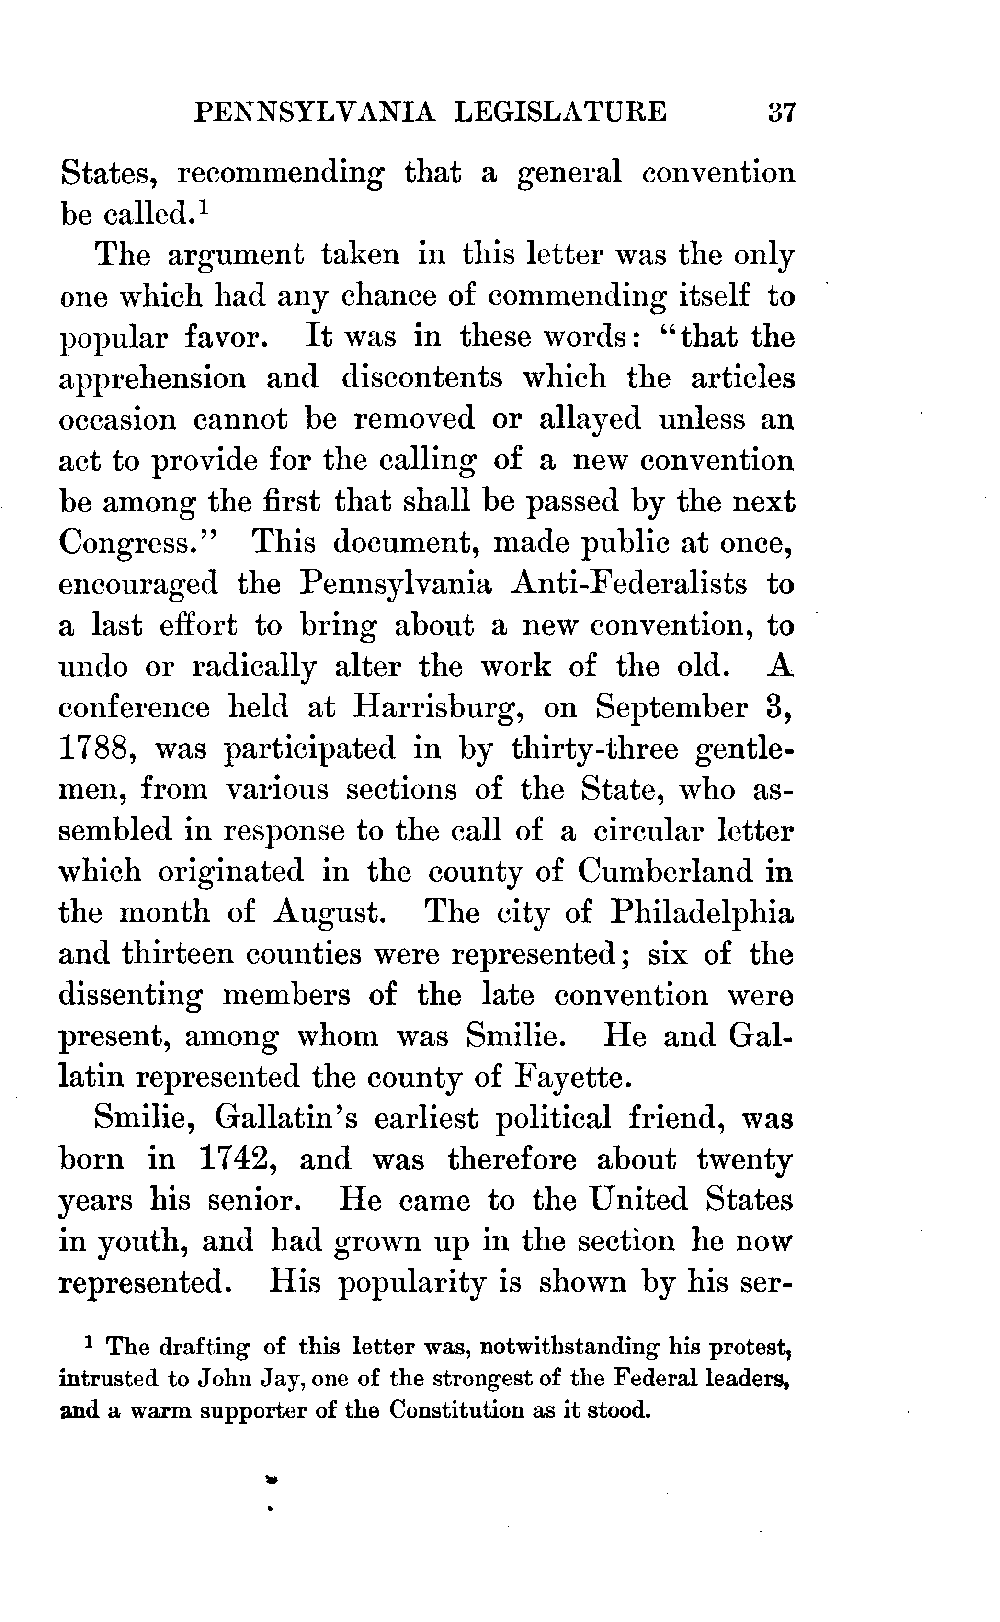 PENNSYLVANIA LEGISLATURE 37
States, recommending that a general convention
be called.¹
The argument taken in this letter was the only
one which had any chance of commending itself to
popular favor. It was in these words: “that the
apprehension and discontents which the articles
occasion cannot be removed or allayed unless an
act to provide for the calling of a new convention
be among the first that shall be passed by the next
Congress.” This document, made public at once,
encouraged the Pennsylvania Anti-Federalists to
a last effort to bring about a new convention, to
undo or radically alter the work of the old. A
conference held at Harrisburg, on September 3,
1788, was participated in by thirty-three gentle-
men, from various sections of the State, who as-
sembled in response to the call of a circular letter
which originated in the county of Cumberland in
the month of August. The city of Philadelphia
and thirteen counties were represented; six of the
dissenting members of the late convention were
present, among whom was Smilie. He and Gal-
latin represented the county of Fayette.
Smilie, Gallatin’s earliest political friend, was
born in 1742, and was therefore about twenty
years his senior. He came to the United States
in youth, and had grown up in the section he now
represented. His popularity is shown by his ser-
¹ The drafting of this letter was, notwithstanding his protest,
intrusted to John Jay, one of the strongest of the Federal leaders,
and a warm supporter of the Constitution as it stood.